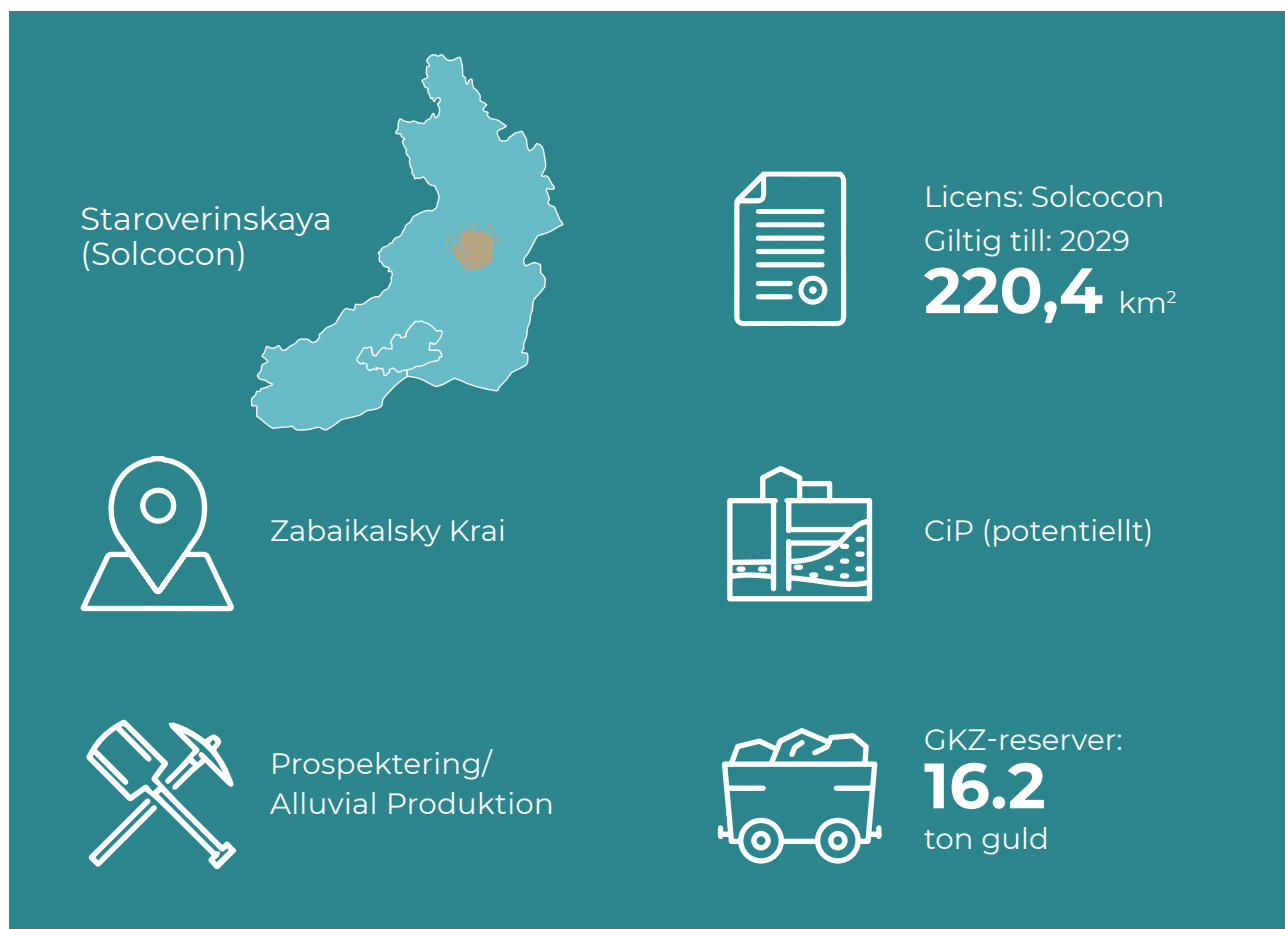 Staroverinskaya
(Solcocon)
Licens: Solcocon
Giltig till: 2029
220,4 km²
Zabaikalsky Krai
CiP (potentiellt)
Prospektering/
Alluvial Produktion
GKZ-reserver:
16.2
ton guld